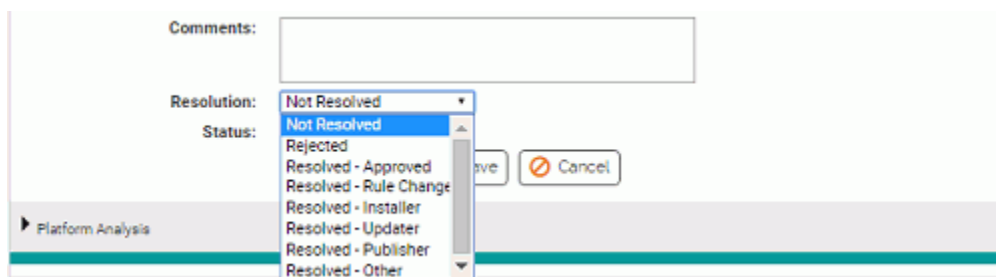 Comments:
Resolution: Not Resolved
Status: Not Resolved
Rejected
Resolved - Approved
Resolved - Rule Change
Resolved - Installer
Resolved - Updater
Resolved - Publisher
Resolved - Other
Cancel
Platform Analysis